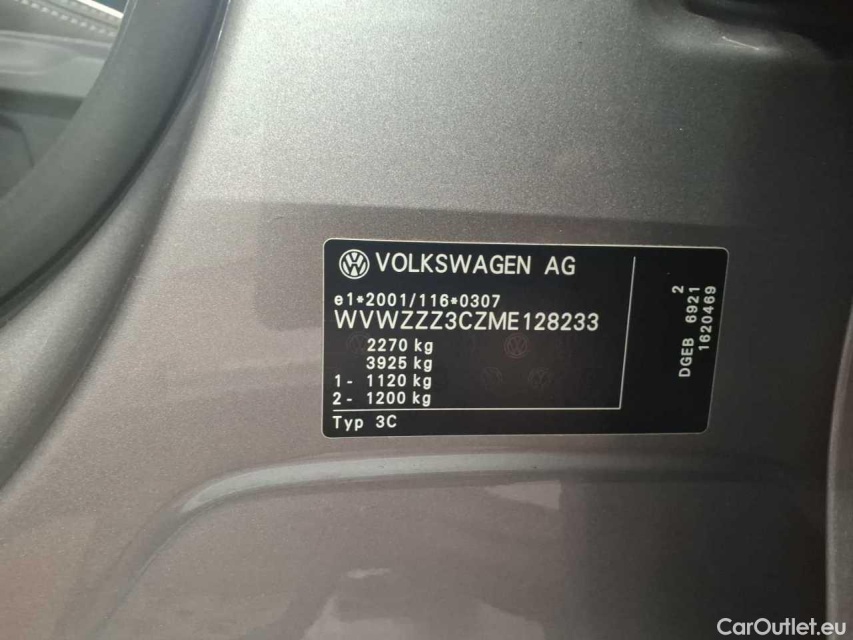 VOLKSWAGEN AG
e1*2001/116*0307
WVWZZZ3CZME128233
2270 kg
3925 kg
1- 1120 kg
2- 1200 kg
Typ 3C
2
DGEB 6921
1620469
CarOutlet.eu